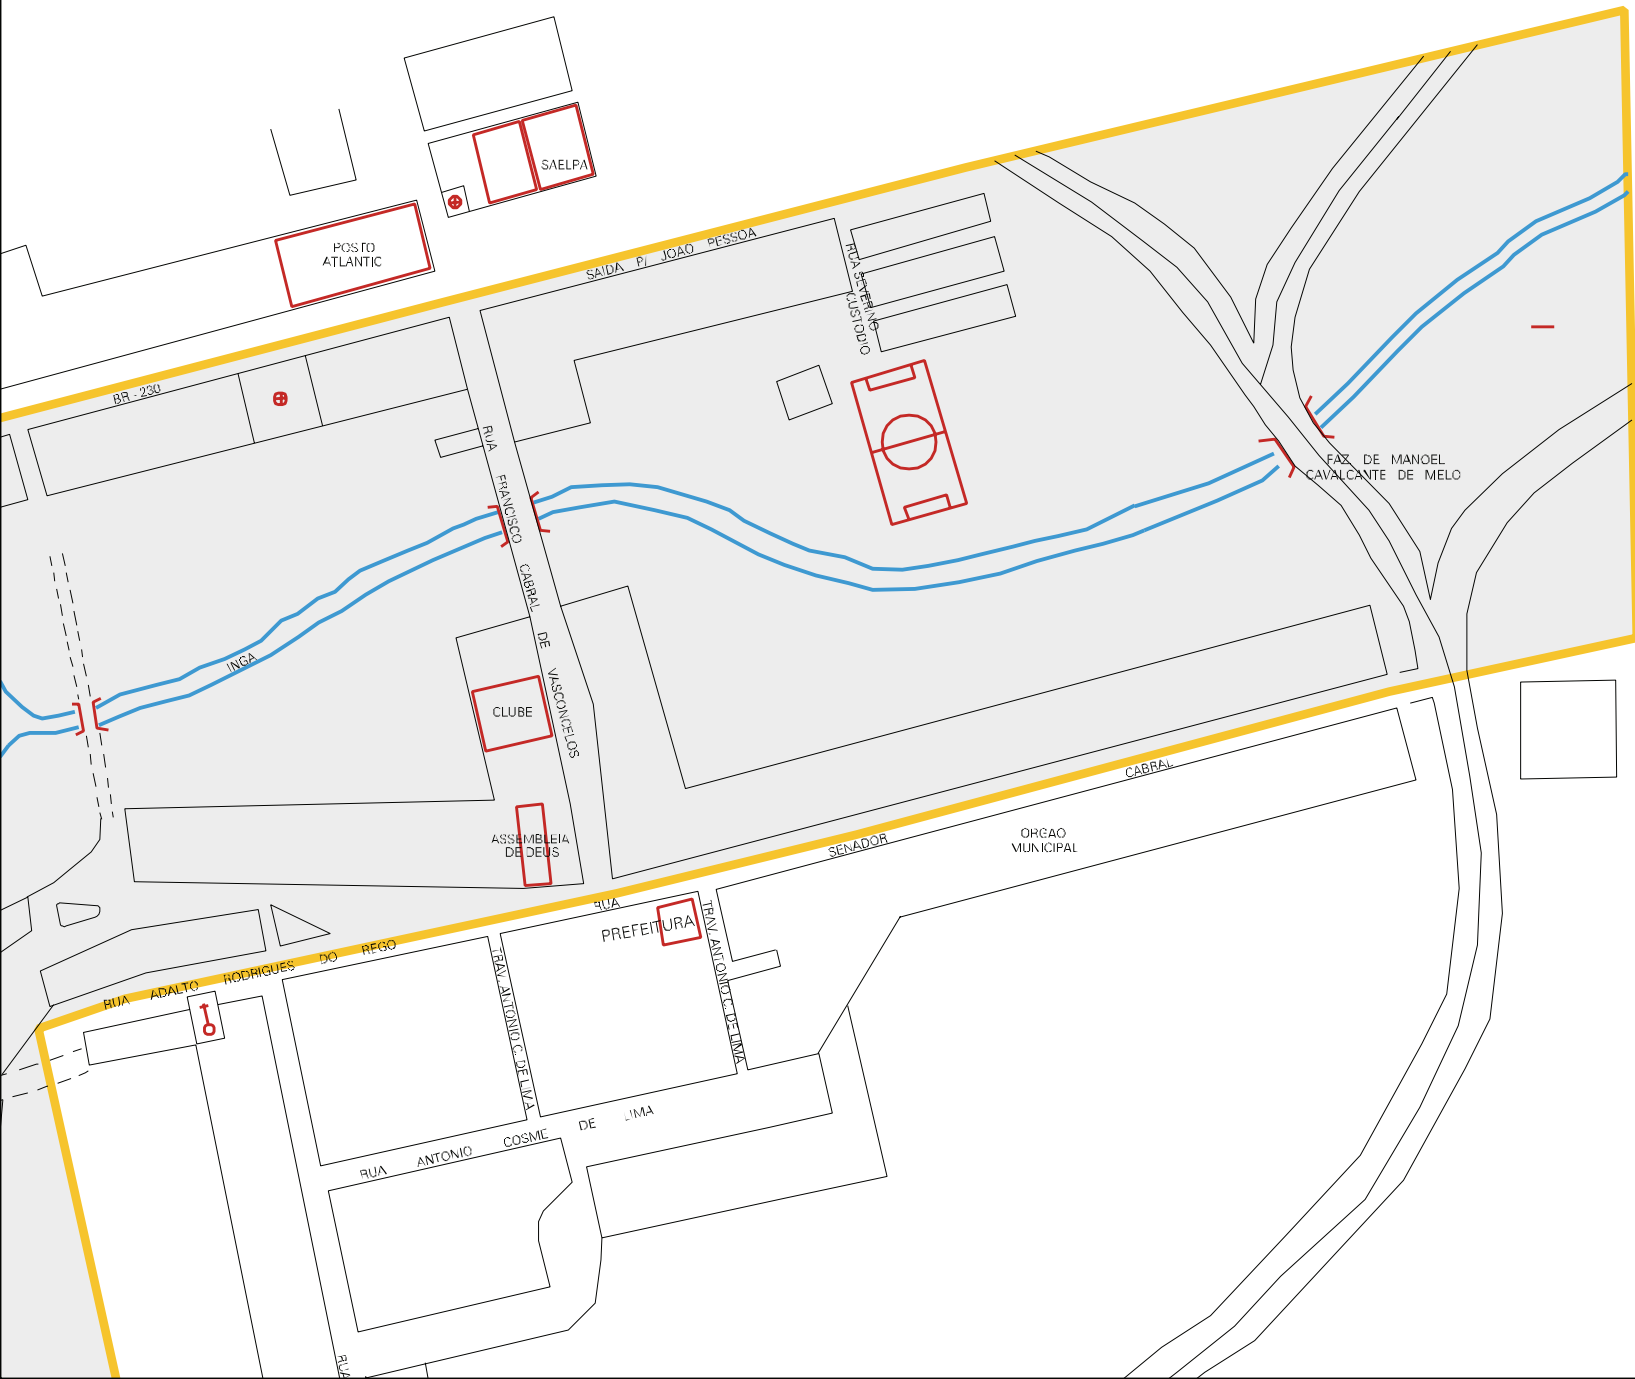 SAELPA
POSTO
ATLANTIC
SAIDA P/ JOAO PESSOA
RUA SEVERINO
CUSTODIO
BR - 230
RUA FRANCISCO CABRAL DE VASCONCELOS
FAZ DE MANOEL
CAVALCANTE DE MELO
INGA
CLUBE
CABRAL
SENADOR
ORGAO
MUNICIPAL
ASSEMBLEIA
DE DEUS
RUA
PREFEITURA
TRAV. ANTONIO C. DE LIMA
RUA ADALTO RODRIGUES DO REGO
TRAV. ANTONIO C. DE LIMA
RUA ANTONIO COSME DE LIMA
RUA